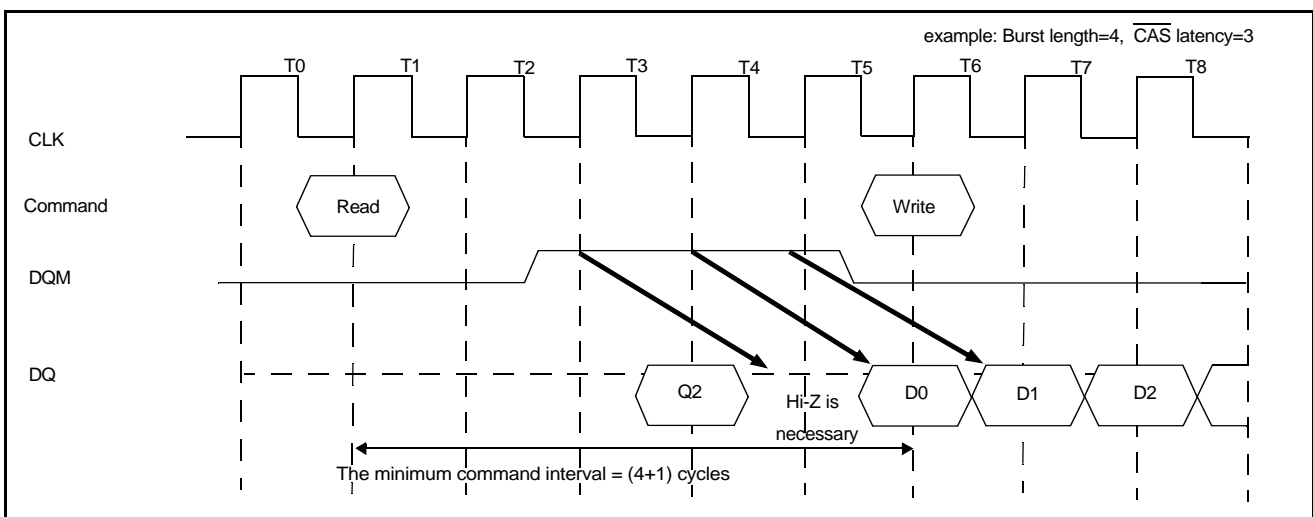 example: Burst length=4, CAS latency=3
T0 T1 T2 T3 T4 T5 T6 T7 T8
CLK
Command Read Write
DQM
DQ Q2 D0 D1 D2
Hi-Z is
necessary
The minimum command interval = (4+1) cycles